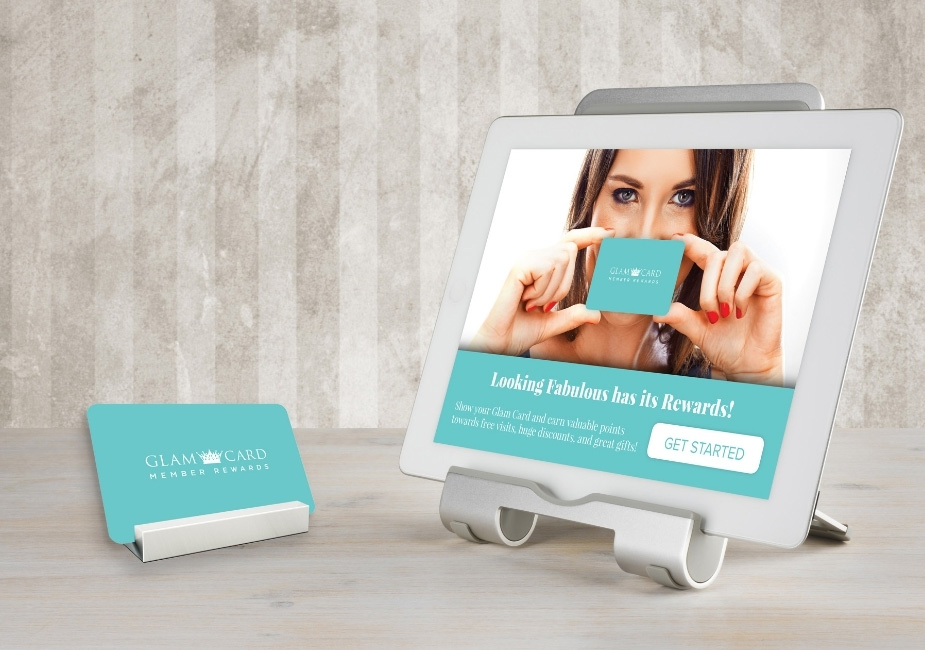 GLAM CARD
MEMBER REWARDS
GLAM CARD
MEMBER REWARDS
Looking Fabulous has its Rewards!
Show your Glam Card and earn valuable points
towards free visits, huge discounts, and great gifts!
GET STARTED